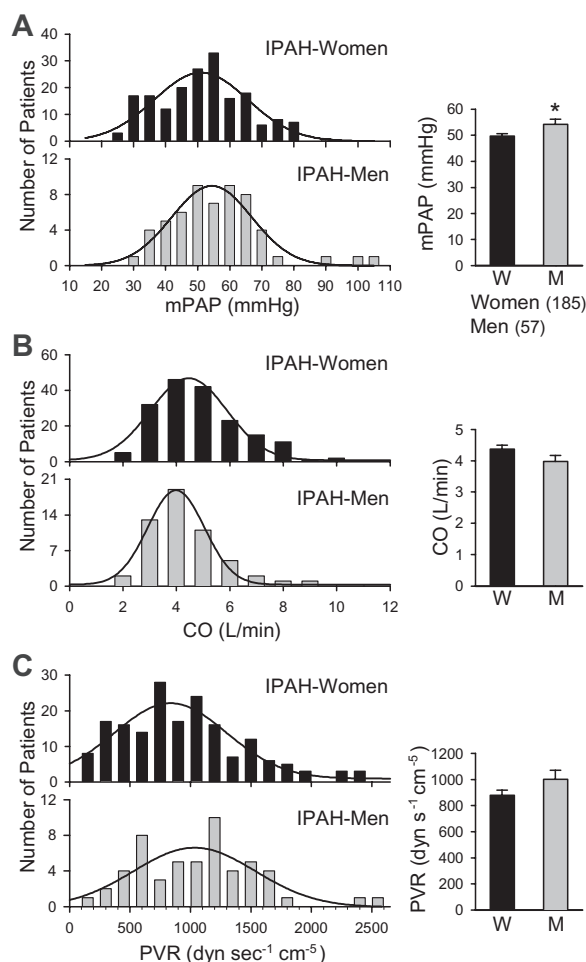 A
IPAH-Women
40
30
20
10
0
Number of Patients
IPAH-Men
12
8
4
0
10 20 30 40 50 60 70 80 90 100 110
mPAP (mmHg)
mPAP (mmHg)
60
50
40
30
20
10
0
*
W M
Women (185)
Men (57)
B
IPAH-Women
60
40
20
0
Number of Patients
IPAH-Men
21
14
7
0
0 2 4 6 8 10 12
CO (L/min)
CO (L/min)
5
4
3
2
1
0
W M
C
IPAH-Women
30
20
10
0
Number of Patients
IPAH-Men
12
8
4
0
0 500 1000 1500 2000 2500
PVR (dyn sec⁻¹ cm⁻⁵)
PVR (dyn s⁻¹ cm⁻⁵)
1200
1000
800
600
400
200
0
W M